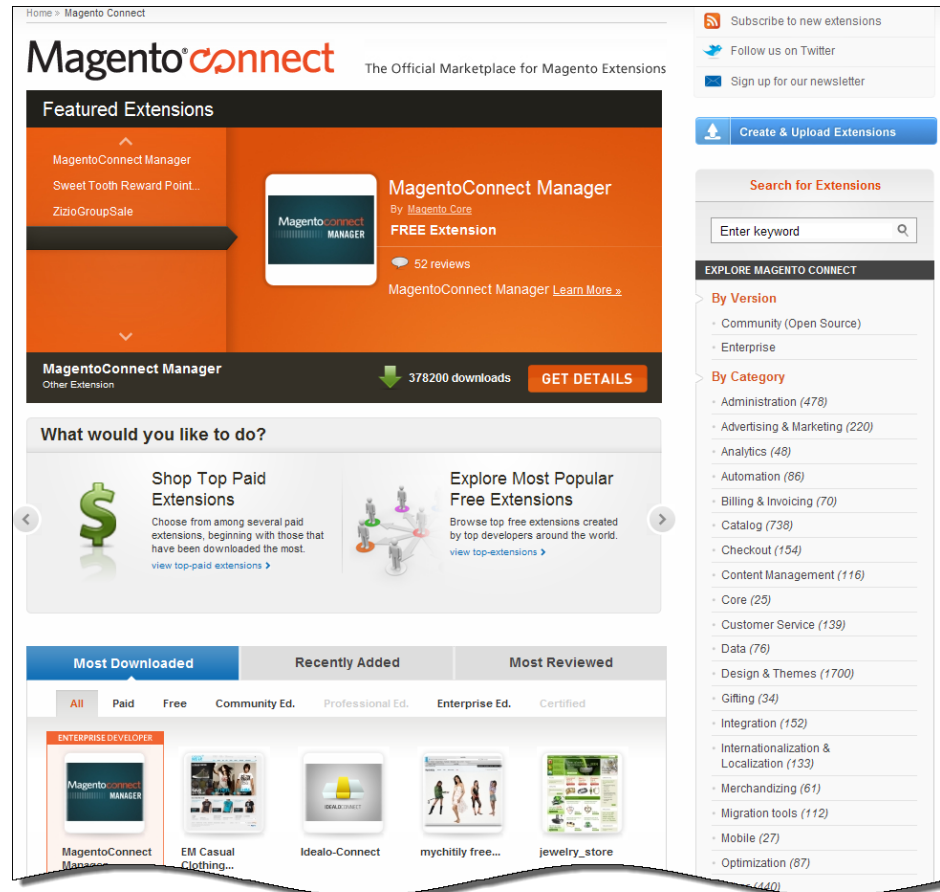 Home » Magento Connect
Magento® connect
The Official Marketplace for Magento Extensions
Featured Extensions
MagentoConnect Manager
Sweet Tooth Reward Point...
ZizioGroupSale
Magentoconnect
MANAGER
MagentoConnect Manager
By Magento Core
FREE Extension
52 reviews
MagentoConnect Manager Learn More »
MagentoConnect Manager
Other Extension
378200 downloads
GET DETAILS
What would you like to do?
Shop Top Paid
Extensions
Choose from among several paid
extensions, beginning with those that
have been downloaded the most.
view top-paid extensions ›
Explore Most Popular
Free Extensions
Browse top free extensions created
by top developers around the world.
view top-extensions ›
Most Downloaded
Recently Added
Most Reviewed
All
Paid
Free
Community Ed.
Professional Ed.
Enterprise Ed.
Certified
ENTERPRISE DEVELOPER
Magentoconnect
MANAGER
IDEALO CONNECT
MagentoConnect
Manager
EM Casual
Clothing...
Idealo-Connect
mychitily free...
jewelry_store
Subscribe to new extensions
Follow us on Twitter
Sign up for our newsletter
Create & Upload Extensions
Search for Extensions
Enter keyword
EXPLORE MAGENTO CONNECT
By Version
Community (Open Source)
Enterprise
By Category
Administration (478)
Advertising & Marketing (220)
Analytics (48)
Automation (86)
Billing & Invoicing (70)
Catalog (738)
Checkout (154)
Content Management (116)
Core (25)
Customer Service (139)
Data (76)
Design & Themes (1700)
Gifting (34)
Integration (152)
Internationalization &
Localization (133)
Merchandizing (61)
Migration tools (112)
Mobile (27)
Optimization (87)
(440)